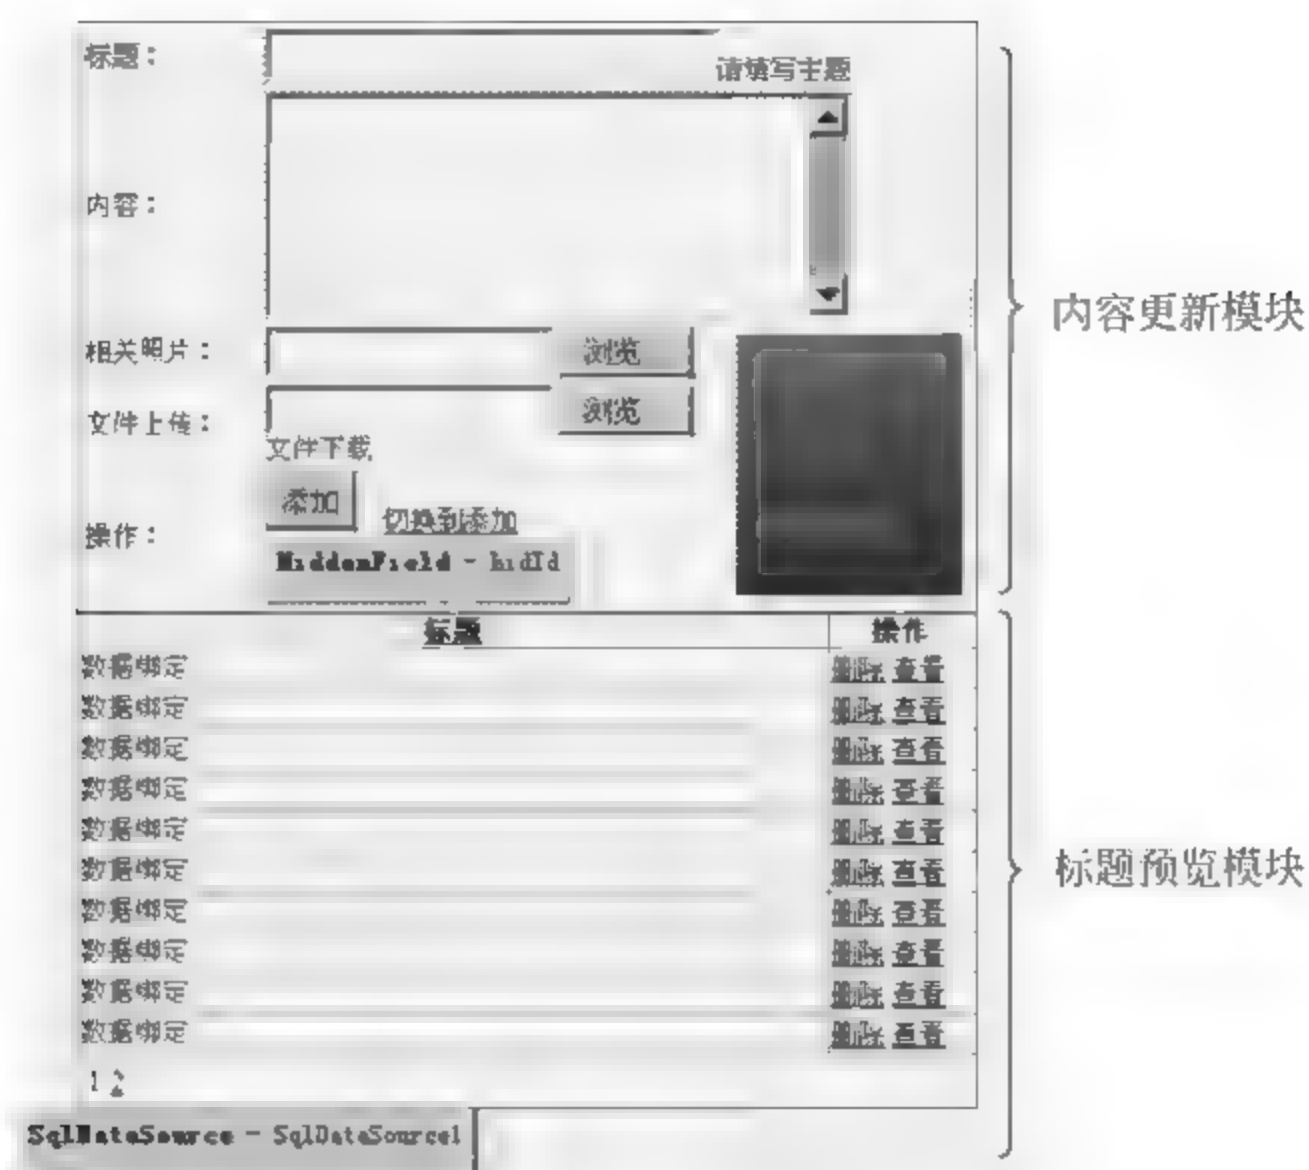 标题：
请填写主题
内容：
内容更新模块
相关照片：
浏览
文件上传：
浏览
文件下载
添加
切换到添加
操作：
HiddenField - hidId
标题
操作
数据绑定
删除 查看
数据绑定
删除 查看
数据绑定
删除 查看
数据绑定
删除 查看
数据绑定
删除 查看
数据绑定
删除 查看
标题预览模块
数据绑定
删除 查看
数据绑定
删除 查看
数据绑定
删除 查看
数据绑定
删除 查看
1 2
SqlDataSource - SqlDataSource1